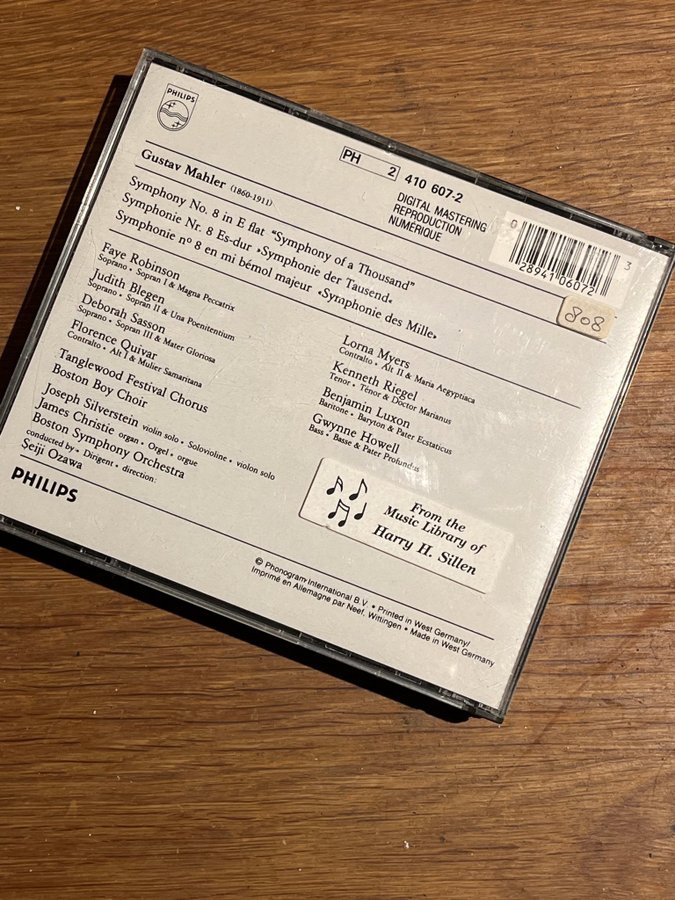 PHILIPS
PH 2 410 607-2
DIGITAL MASTERING
REPRODUCTION
NUMERIQUE
0 28941 06072 3
808
Gustav Mahler (1860-1911)
Symphony No. 8 in E flat "Symphony of a Thousand"
Symphonie Nr. 8 Es-dur »Symphonie der Tausend«
Symphonie nº 8 en mi bémol majeur «Symphonie des Mille»
Faye Robinson
Soprano • Sopran I & Magna Peccatrix
Judith Blegen
Soprano • Sopran II & Una Poenitentium
Deborah Sasson
Soprano • Sopran III & Mater Gloriosa
Florence Quivar
Contralto • Alt I & Mulier Samaritana
Lorna Myers
Contralto • Alt II & Maria Aegyptiaca
Kenneth Riegel
Tenor • Ténor & Doctor Marianus
Benjamin Luxon
Baritone • Baryton & Pater Ecstaticus
Gwynne Howell
Bass • Basse & Pater Profundus
Tanglewood Festival Chorus
Boston Boy Choir
Joseph Silverstein violin solo • Solovioline • violon solo
James Christie organ • Orgel • orgue
Boston Symphony Orchestra
conducted by • Dirigent • direction:
Seiji Ozawa
PHILIPS
From the
Music Library of
Harry H. Sillen
© Phonogram International B.V. • Printed in West Germany/
Imprimé en Allemagne par Neef, Wittingen • Made in West Germany